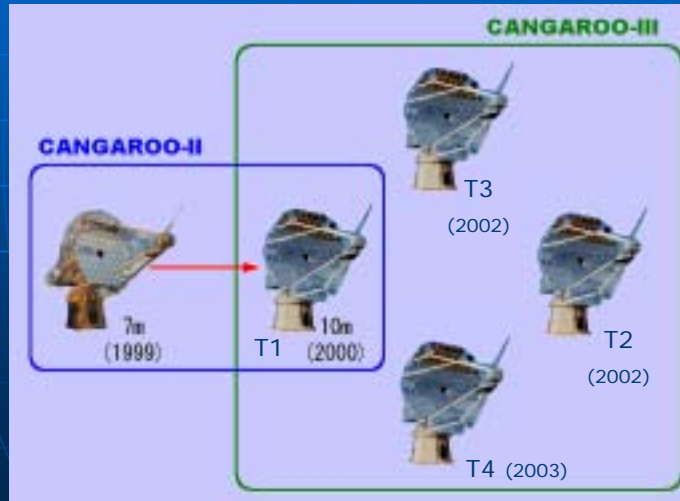 CANGAROO-III
CANGAROO-II
T3
(2002)
7m
(1999)
T1
10m
(2000)
T2
(2002)
T4 (2003)